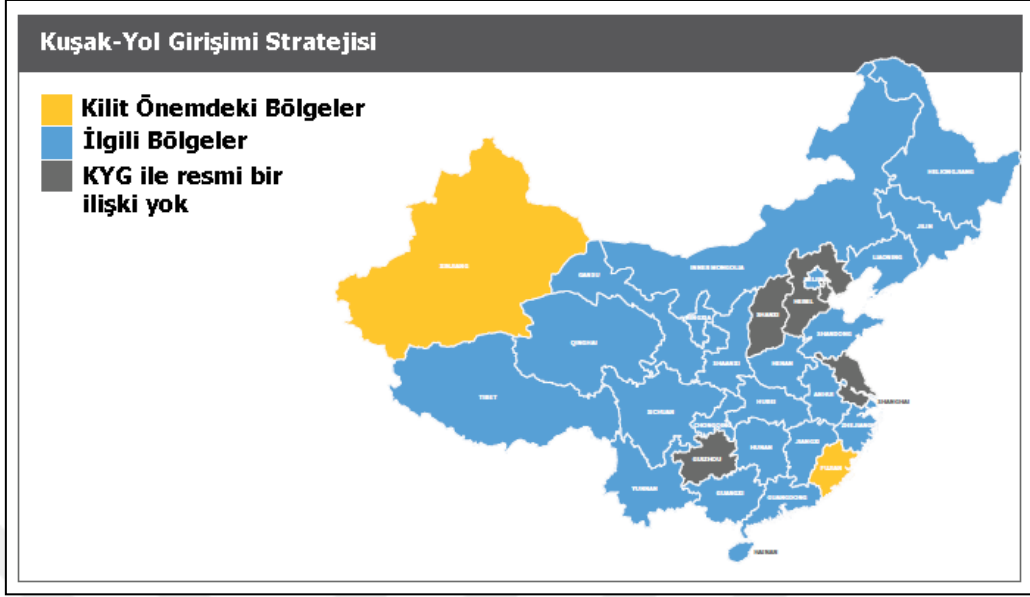 Kuşak-Yol Girişimi Stratejisi
Kilit Önemdeki Bölgeler
İlgili Bölgeler
KYG ile resmi bir
ilişki yok
HEILONGJIANG
JILIN
LIAONING
INNER MONGOLIA
XINJIANG
GANSU
BEIJING
HEBEI
SHANXI
NINGXIA
SHANDONG
QINGHAI
SHAANXI
HENAN
TIBET
ANHUI
SHANGHAI
SICHUAN
HUBEI
CHONGQING
ZHEJIANG
HUNAN
JIANGXI
GUIZHOU
FUJIAN
YUNNAN
GUANGXI
GUANGDONG
HAINAN